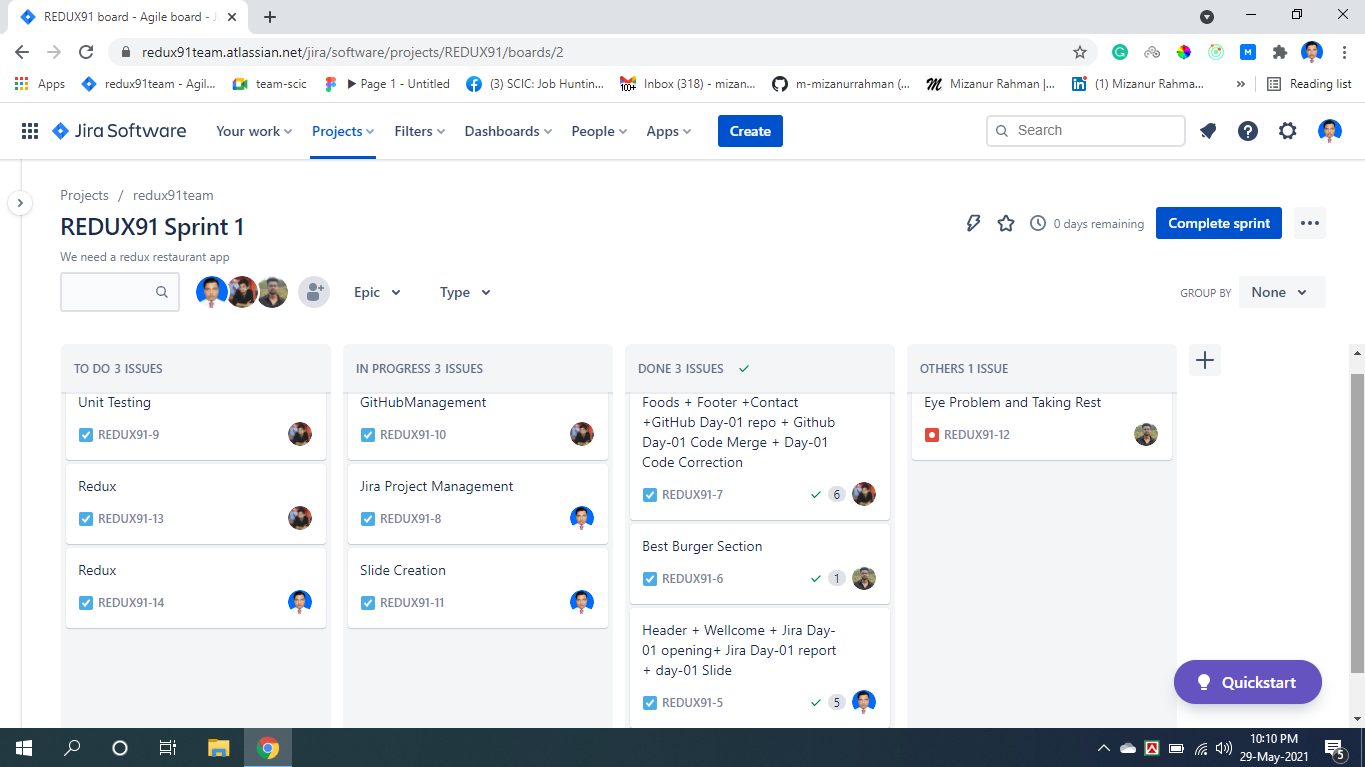 REDUX91 board - Agile board - Ji
redux91team.atlassian.net/jira/software/projects/REDUX91/boards/2
Apps redux91team - Agil... team-scic ▶ Page 1 - Untitled (3) SCIC: Job Huntin... 100+ Inbox (318) - mizan... m-mizanurrahman (... Mizanur Rahman |... (1) Mizanur Rahma... » Reading list
Jira Software Your work Projects Filters Dashboards People Apps Create Search
Projects / redux91team
REDUX91 Sprint 1
0 days remaining Complete sprint
We need a redux restaurant app
Epic Type GROUP BY None
TO DO 3 ISSUES
Unit Testing
REDUX91-9
Redux
REDUX91-13
Redux
REDUX91-14
IN PROGRESS 3 ISSUES
GitHubManagement
REDUX91-10
Jira Project Management
REDUX91-8
Slide Creation
REDUX91-11
DONE 3 ISSUES
Foods + Footer +Contact
+GitHub Day-01 repo + Github
Day-01 Code Merge + Day-01
Code Correction
REDUX91-7 6
Best Burger Section
REDUX91-6 1
Header + Wellcome + Jira Day-
01 opening+ Jira Day-01 report
+ day-01 Slide
REDUX91-5 5
OTHERS 1 ISSUE
Eye Problem and Taking Rest
REDUX91-12
Quickstart
10:10 PM
29-May-2021
5